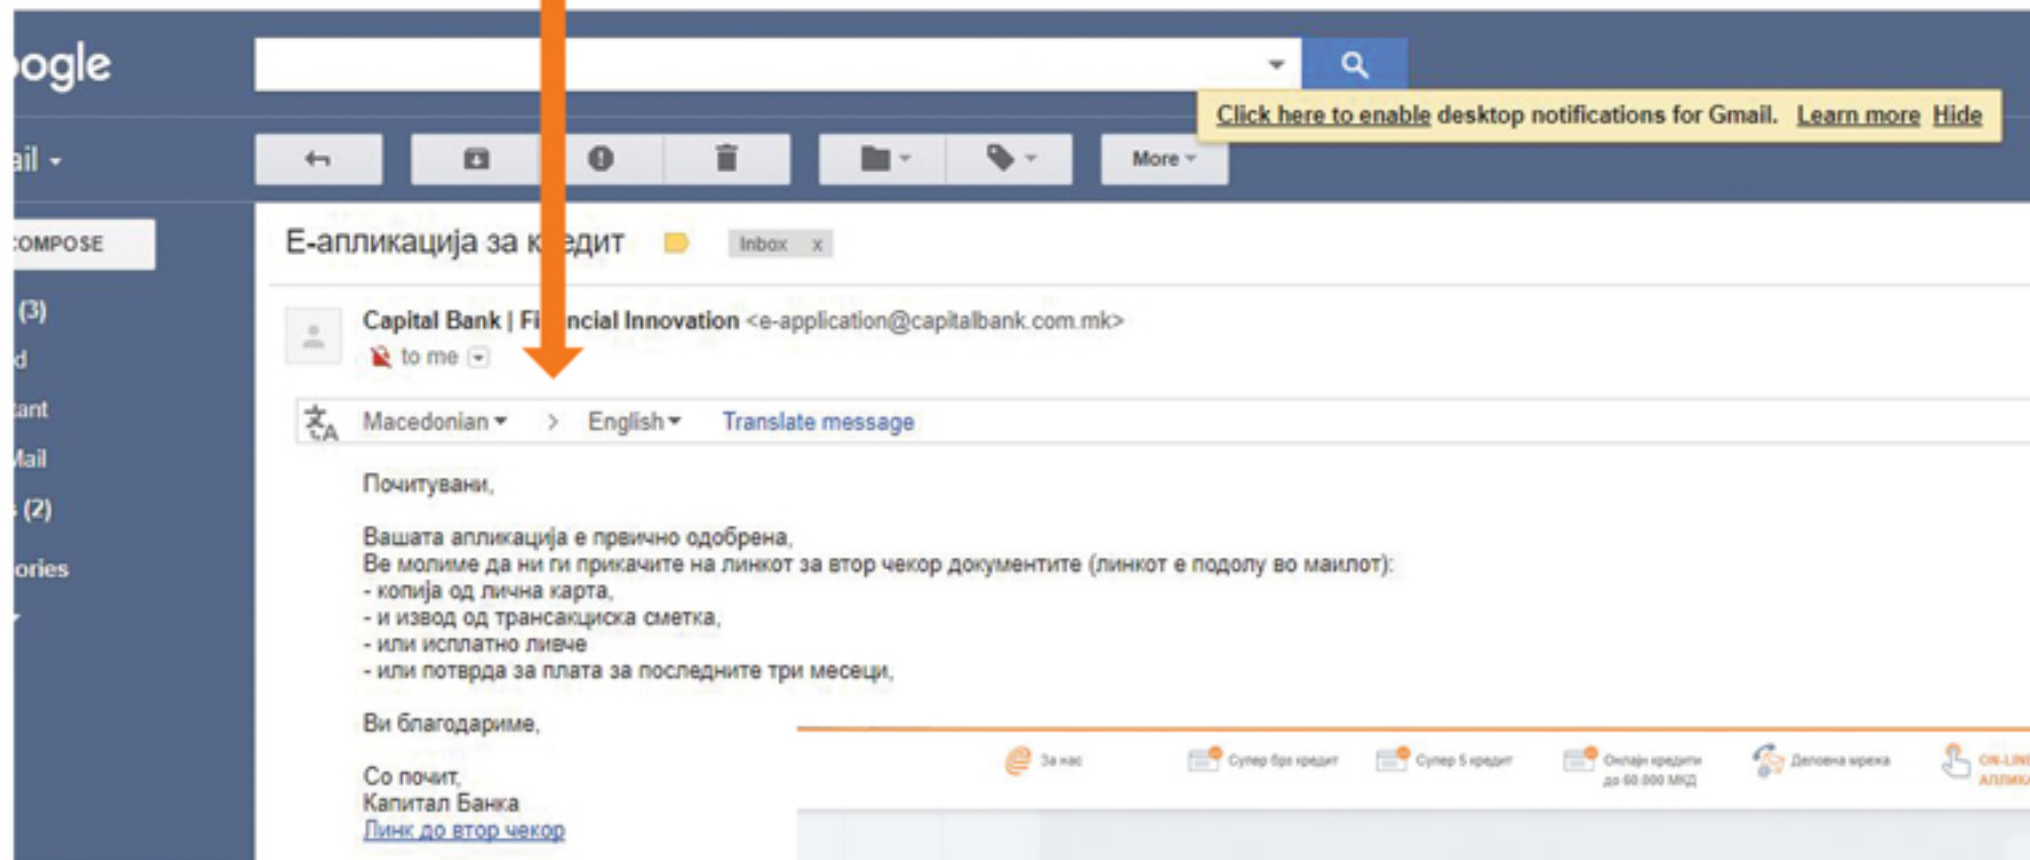 ogle
Click here to enable desktop notifications for Gmail. Learn more Hide
ail
More
COMPOSE
Е-апликација за кредит
Inbox x
(3)
Capital Bank | Financial Innovation <e-application@capitalbank.com.mk>
d
to me
tant
Macedonian > English Translate message
Mail
Почитувани,
(2)
Вашата апликација е првично одобрена,
Ве молиме да ни ги прикачите на линкот за втор чекор документите (линкот е подолу во маилот):
ories
- копија од лична карта,
- и извод од трансакциска сметка,
- или исплатно ливче
- или потврда за плата за последните три месеци,
Ви благодариме,
За нас
Супер брз кредит
Супер 5 кредит
Онлајн кредити
до 60.000 МКД
Деловна мрежа
ON-LINE
АПЛИКА
Со почит,
Капитал Банка
Линк до втор чекор